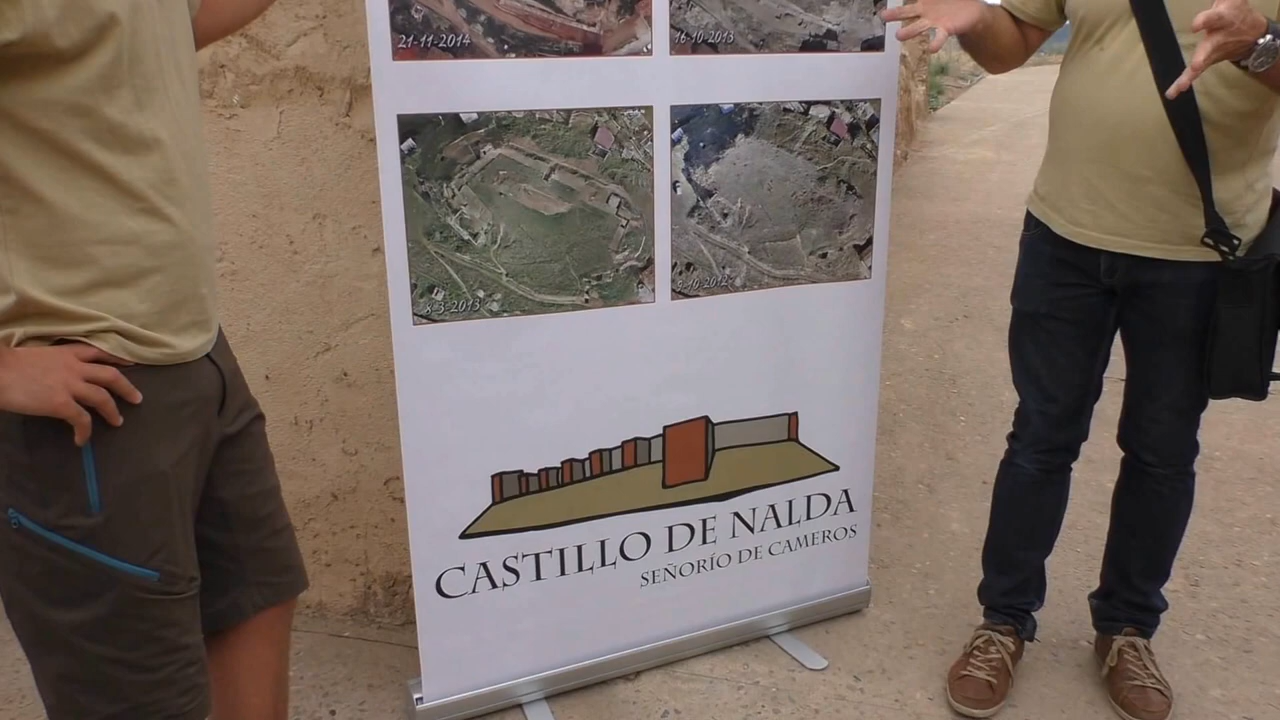 21-11-2014
16-10-2013
8-3-2013
9-10-2012
CASTILLO DE NALDA
SEÑORÍO DE CAMEROS